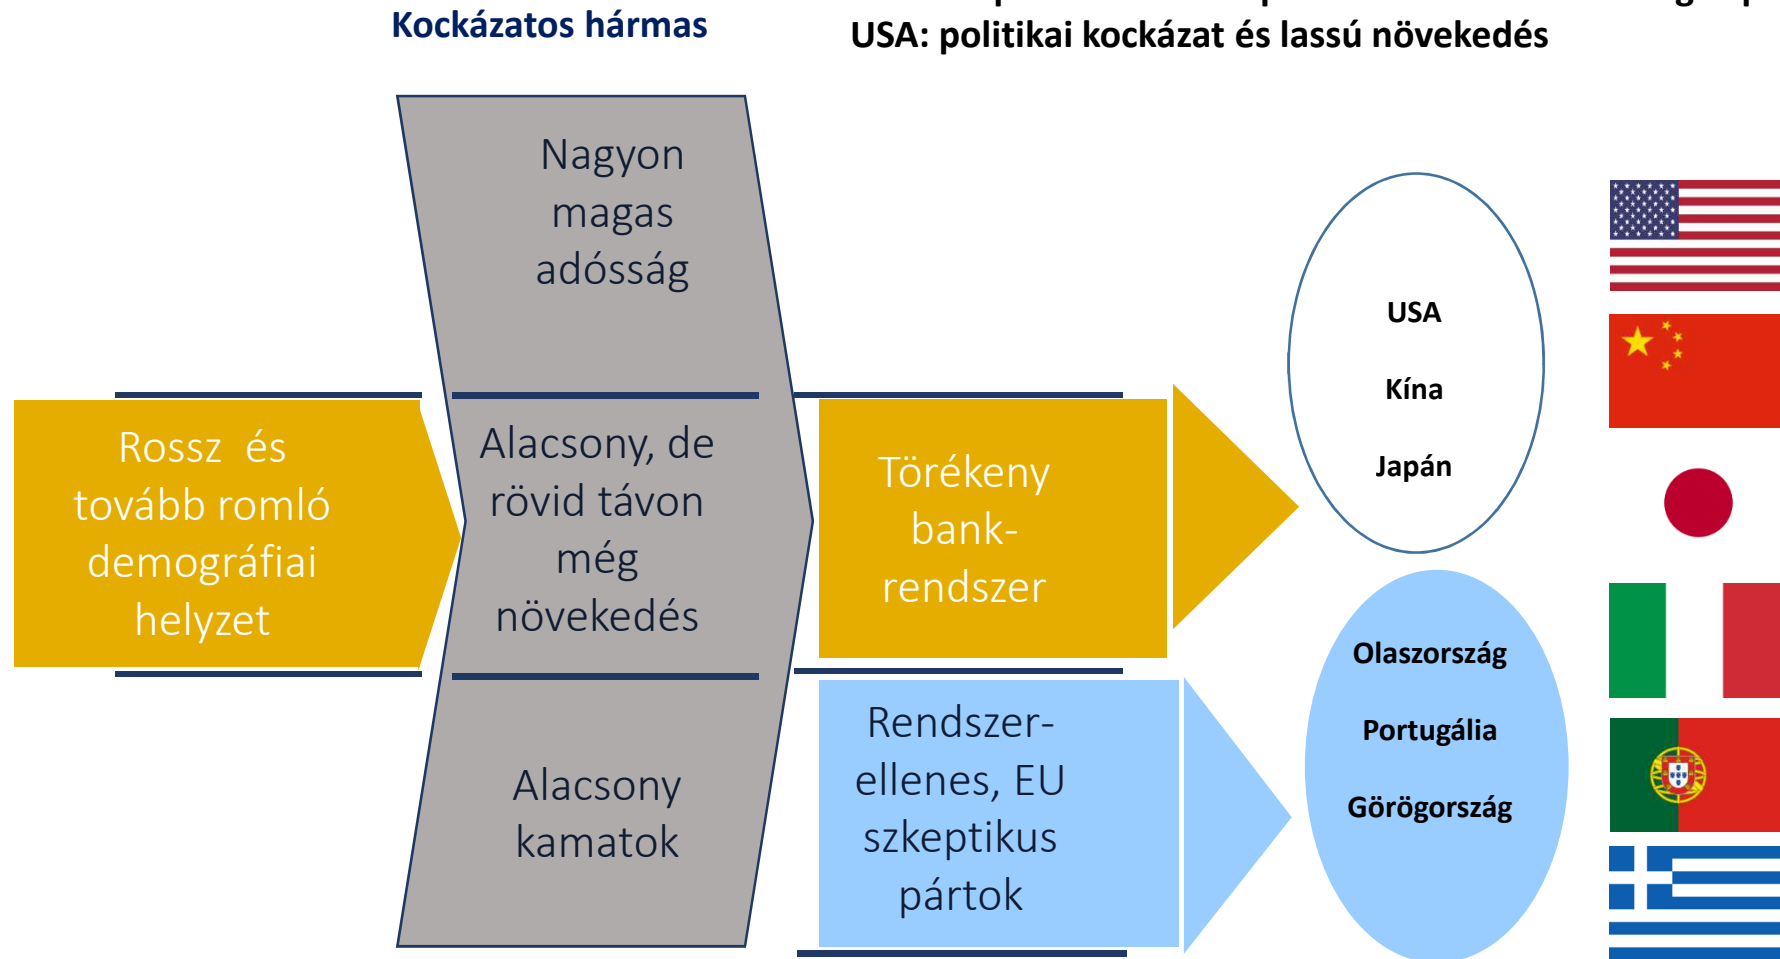 Kockázatos hármas
USA: politikai kockázat és lassú növekedés
Nagyon
magas
adósság
Rossz és
tovább romló
demográfiai
helyzet
Alacsony, de
rövid távon
még
növekedés
Alacsony
kamatok
Törékeny
bank-
rendszer
Rendszer-
ellenes, EU
szkeptikus
pártok
USA
Kína
Japán
Olaszország
Portugália
Görögország